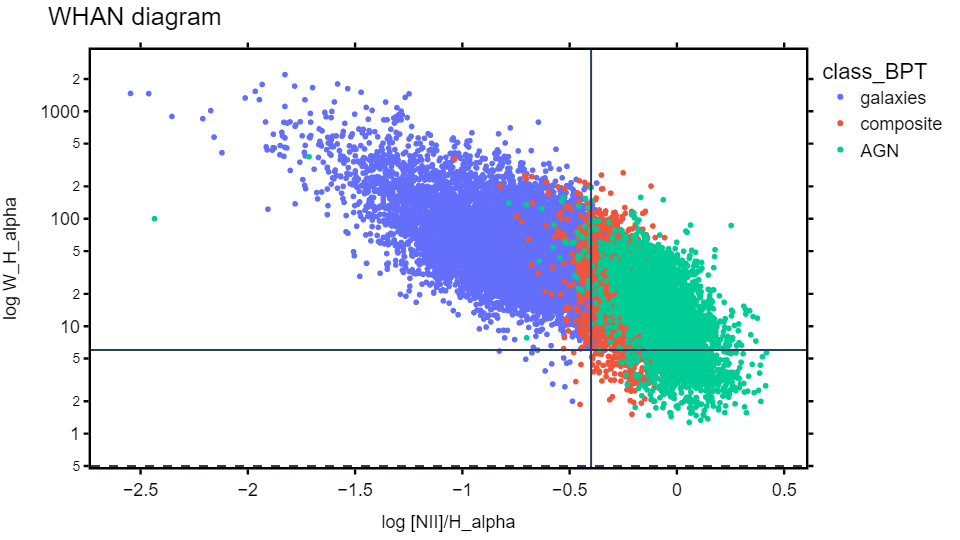 WHAN diagram
class_BPT
galaxies
composite
AGN
log W_H_alpha
2
1000
5
2
100
5
2
10
5
2
1
5
−2.5
−2
−1.5
−1
−0.5
0
0.5
log [NII]/H_alpha